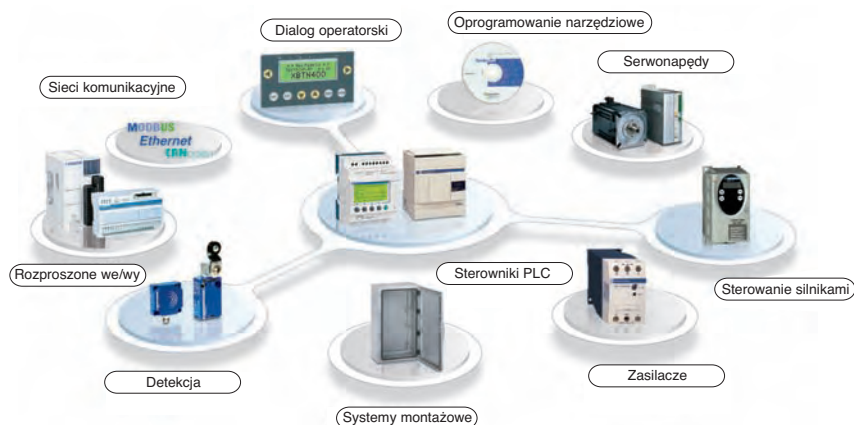 Dialog operatorski
Oprogramowanie narzędziowe
Serwonapędy
Sieci komunikacyjne
XBTN400
MODBUS
Ethernet
CANopen
Rozproszone we/wy
Sterowniki PLC
Sterowanie silnikami
Detekcja
Zasilacze
Systemy montażowe